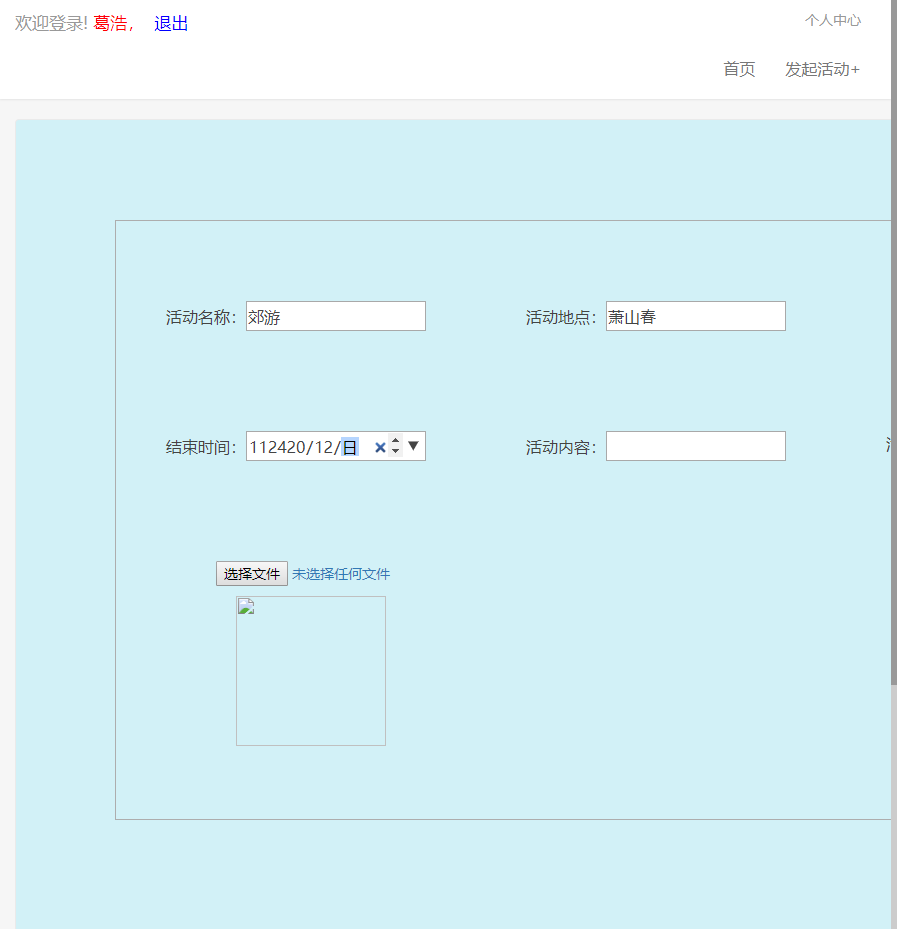 欢迎登录! 葛浩， 退出
个人中心
首页 发起活动+
活动名称： 郊游 活动地点： 萧山春
结束时间： 112420/12/日 活动内容：
选择文件 未选择任何文件